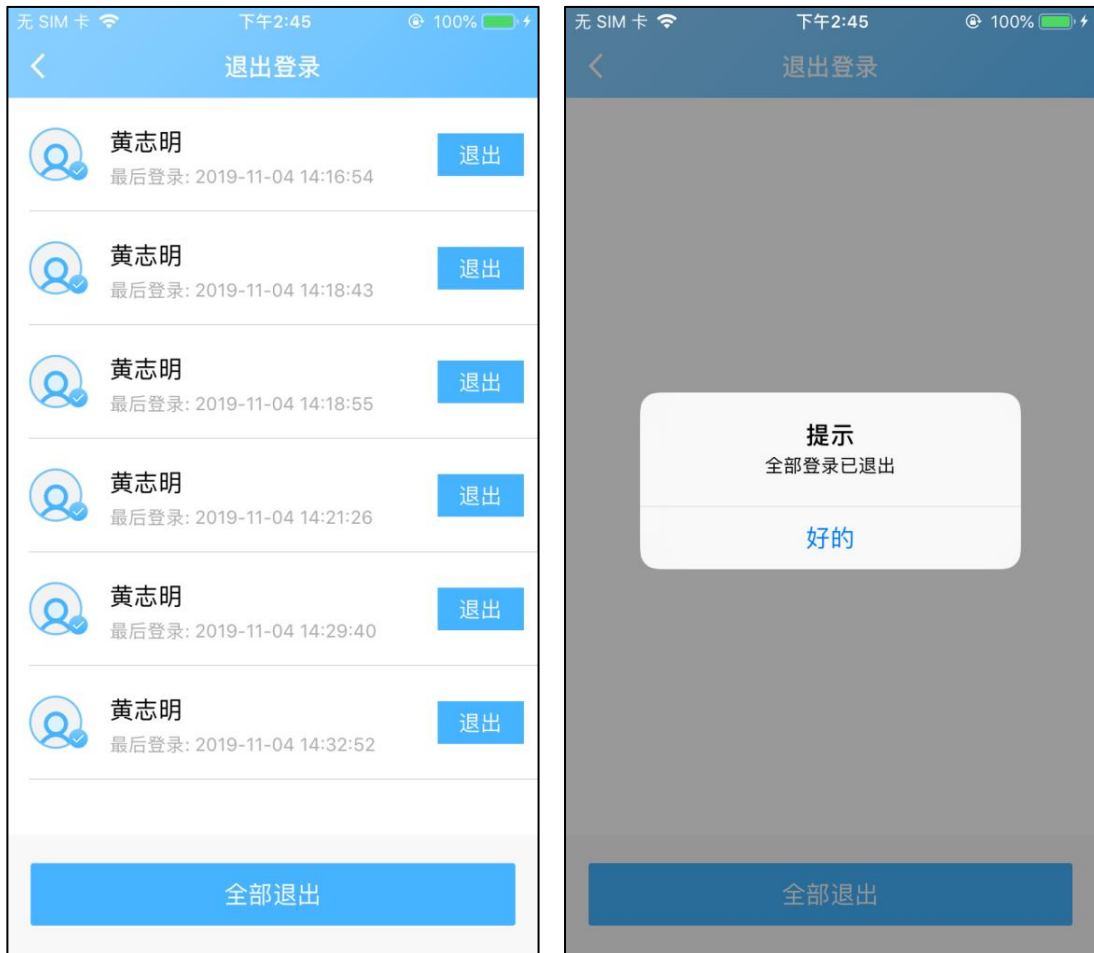 无 SIM 卡 下午2:45 100%
退出登录
黄志明
最后登录: 2019-11-04 14:16:54
退出
黄志明
最后登录: 2019-11-04 14:18:43
退出
黄志明
最后登录: 2019-11-04 14:18:55
退出
黄志明
最后登录: 2019-11-04 14:21:26
退出
黄志明
最后登录: 2019-11-04 14:29:40
退出
黄志明
最后登录: 2019-11-04 14:32:52
退出
全部退出
无 SIM 卡 下午2:45 100%
退出登录
提示
全部登录已退出
好的
全部退出